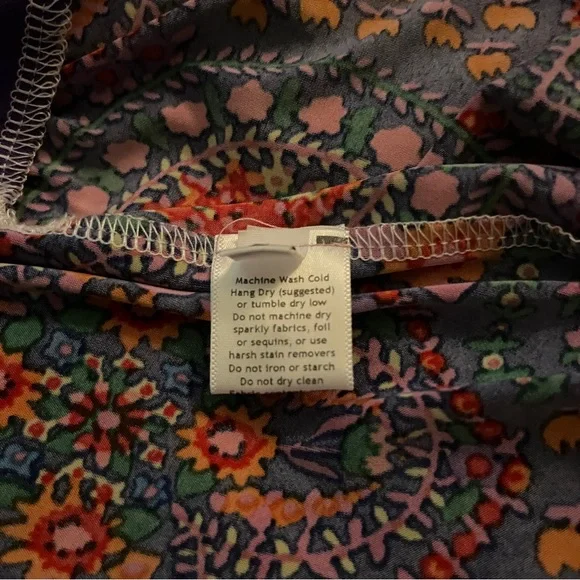 Machine Wash Cold
Hang Dry (suggested)
or tumble dry low
Do not machine dry
sparkly fabrics, foil
or sequins, or use
harsh stain removers
Do not iron or starch
Do not dry clean